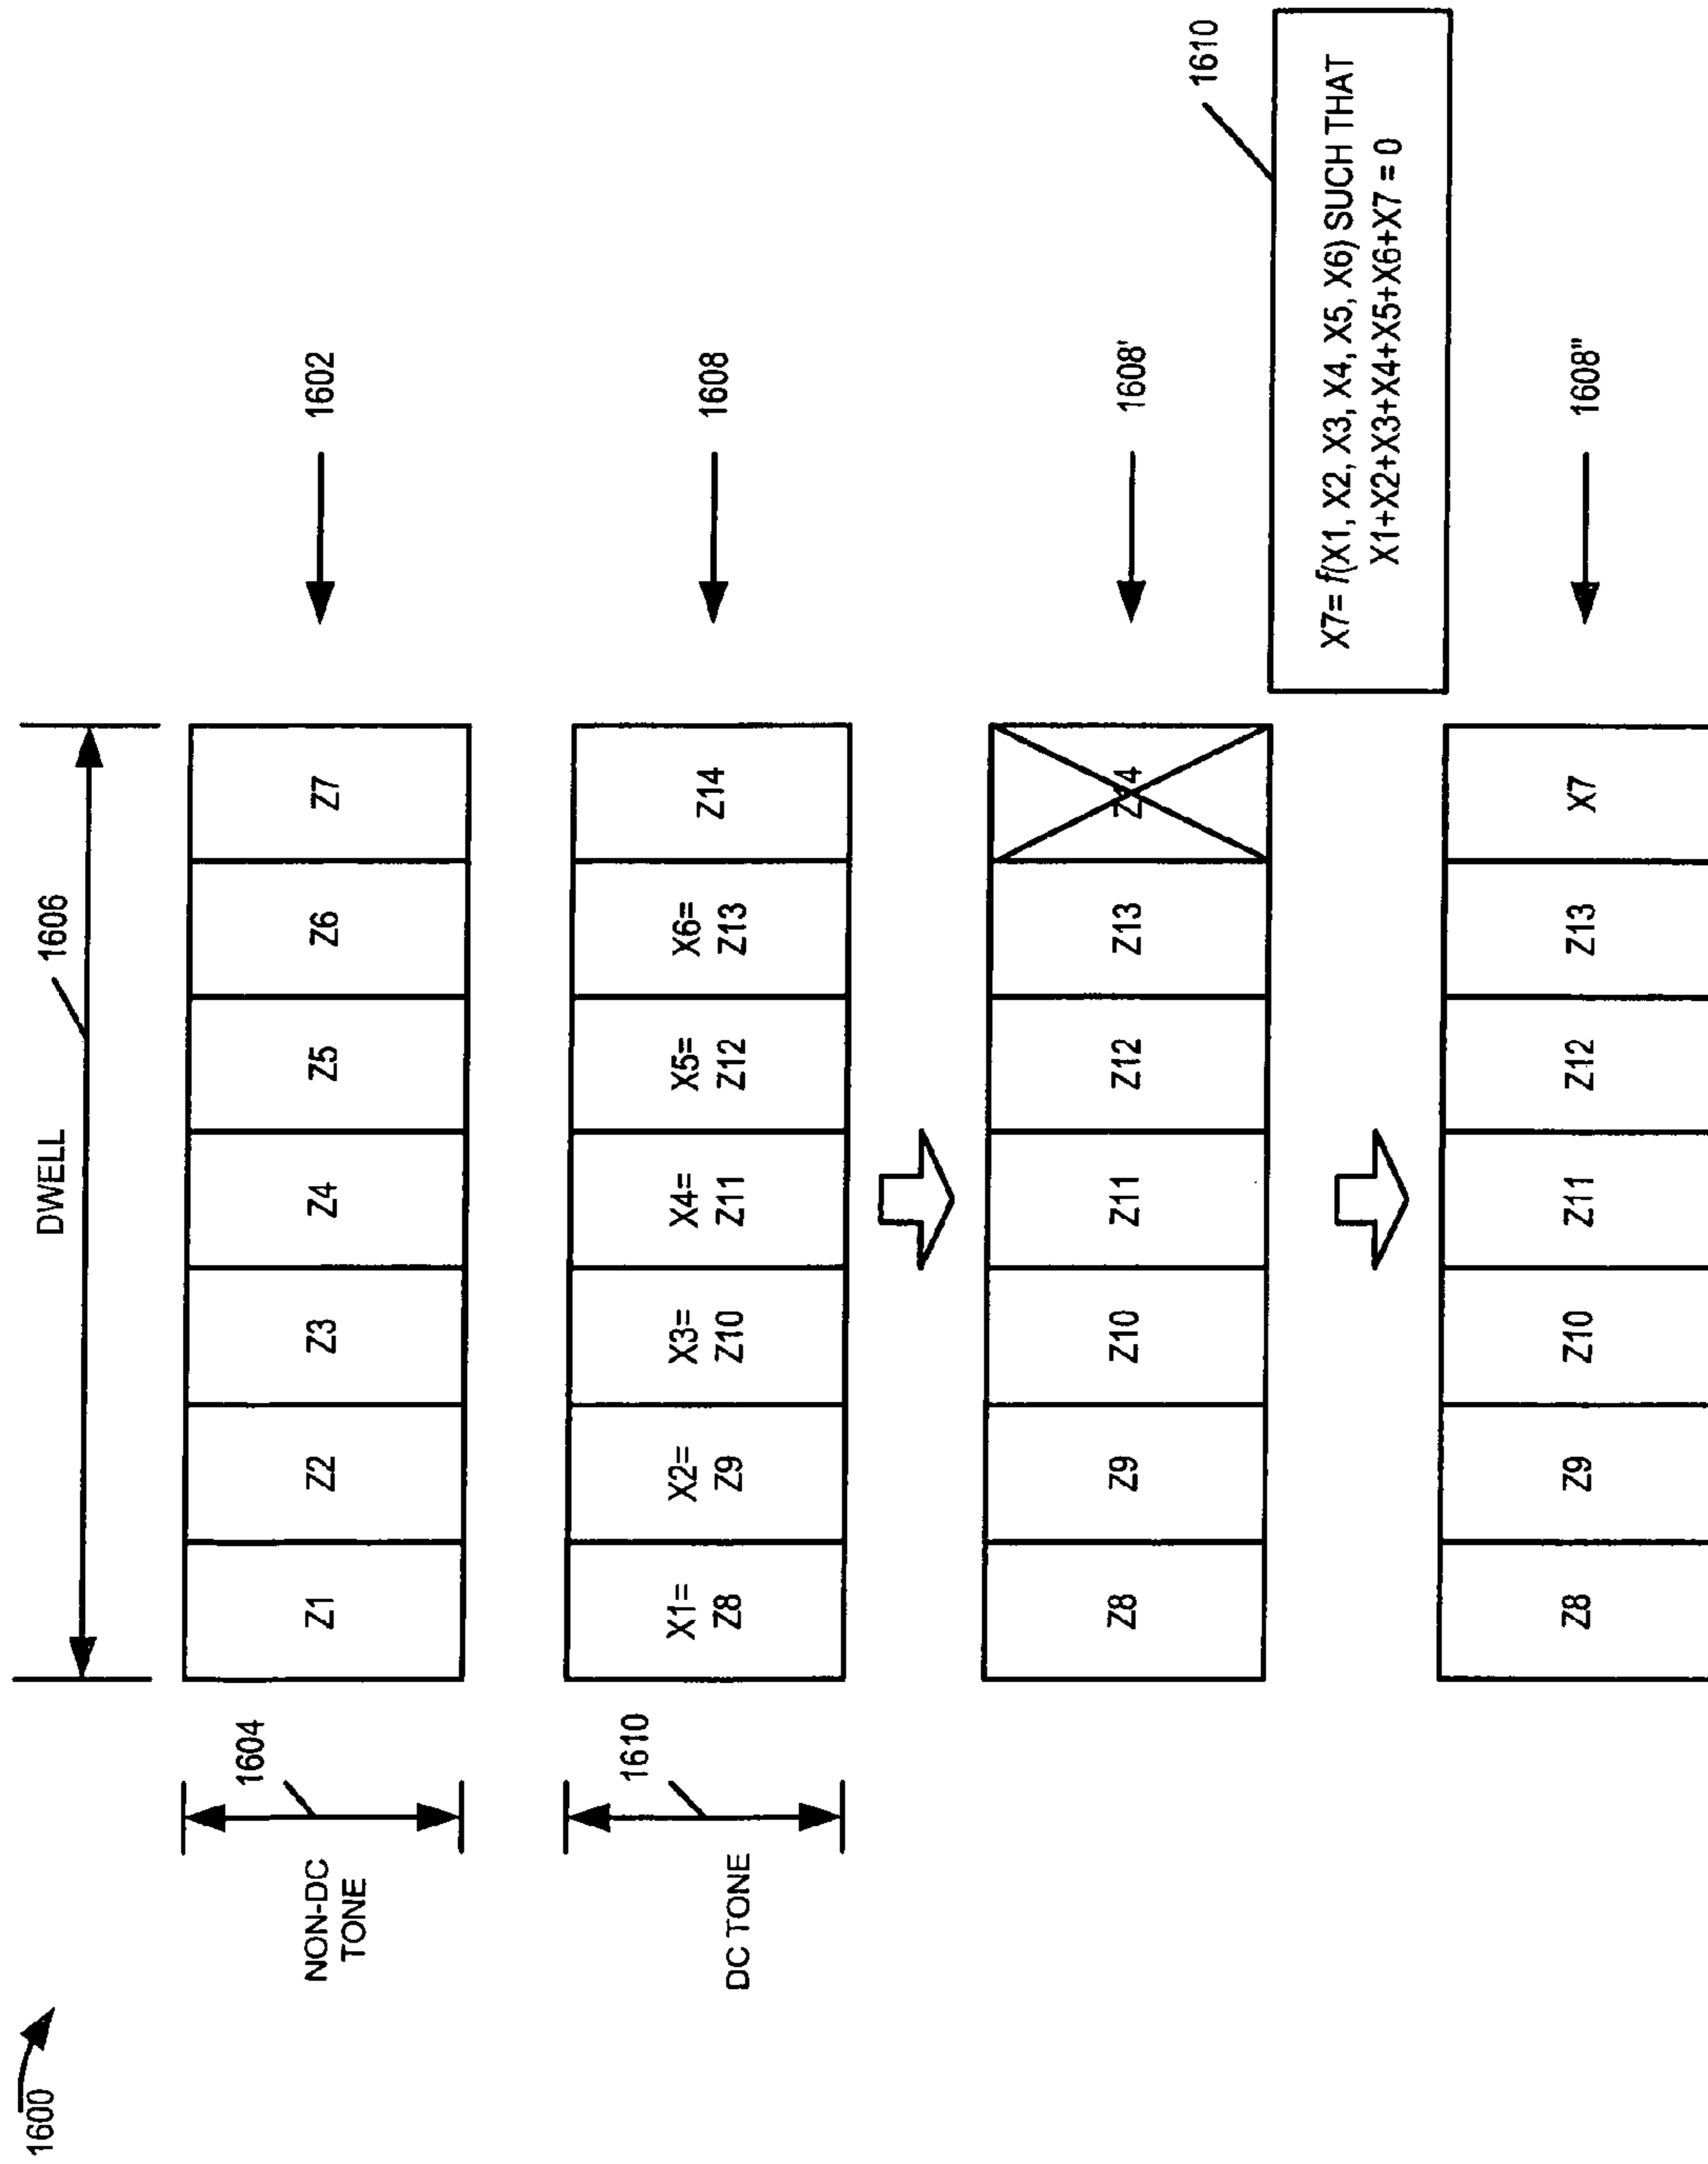 1600
DWELL
1606
NON-DC
TONE
1604
Z1
Z2
Z3
Z4
Z5
Z6
Z7
1602
DC TONE
1610
X1=
Z8
X2=
Z9
X3=
Z10
X4=
Z11
X5=
Z12
X6=
Z13
Z14
1608
Z8
Z9
Z10
Z11
Z12
Z13
Z14
1608'
1610
X7= f(X1, X2, X3, X4, X5, X6) SUCH THAT
X1+X2+X3+X4+X5+X6+X7 = 0
Z8
Z9
Z10
Z11
Z12
Z13
X7
1608"